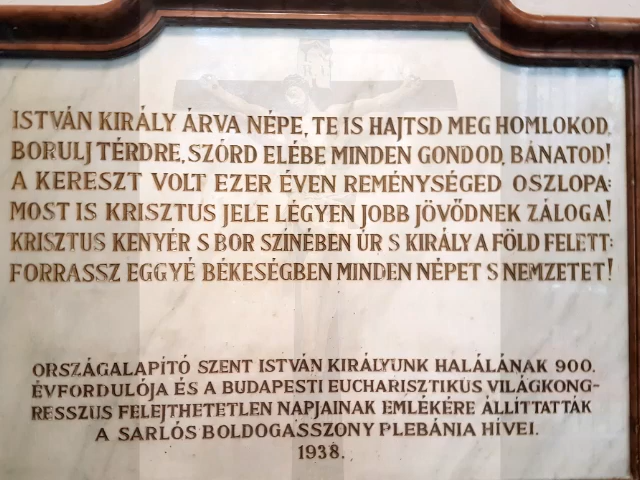 ISTVÁN KIRÁLY ÁRVA NÉPE, TE IS HAJTSD MEG HOMLOKOD,
BORULJ TÉRDRE, SZÓRD ELÉBE MINDEN GONDOD, BÁNATOD!
A KERESZT VOLT EZER ÉVEN REMÉNYSÉGED OSZLOPA:
MOST IS KRISZTUS JELE LÉGYEN JOBB JÖVŐDNEK ZÁLOGA!
KRISZTUS KENYÉR S BOR SZÍNÉBEN ÚR S KIRÁLY A FÖLD FELETT:
FORRASSZ EGGYÉ BÉKESÉGBEN MINDEN NÉPET S NEMZETET!
ORSZÁGALAPÍTÓ SZENT ISTVÁN KIRÁLYUNK HALÁLÁNAK 900.
ÉVFORDULÓJA ÉS A BUDAPESTI EUCHARISZTIKUS VILÁGKONG-
RESSZUS FELEJTHETETLEN NAPJAINAK EMLÉKÉRE ÁLLÍTTATTÁK
A SARLÓS BOLDOGASSZONY PLEBÁNIA HÍVEI.
1938.